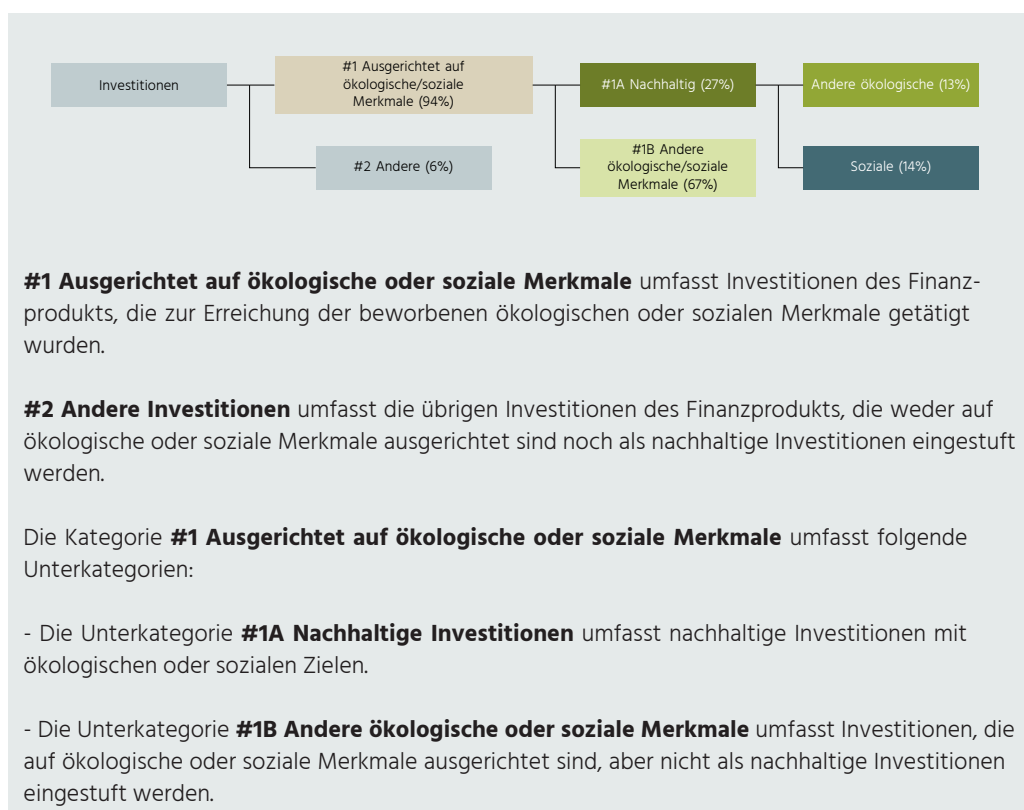 Investitionen
#1 Ausgerichtet auf
ökologische/soziale
Merkmale (94%)
#1A Nachhaltig (27%)
Andere ökologische (13%)
#2 Andere (6%)
#1B Andere
ökologische/soziale
Merkmale (67%)
Soziale (14%)
#1 Ausgerichtet auf ökologische oder soziale Merkmale umfasst Investitionen des Finanz-
produkts, die zur Erreichung der beworbenen ökologischen oder sozialen Merkmale getätigt
wurden.
#2 Andere Investitionen umfasst die übrigen Investitionen des Finanzprodukts, die weder auf
ökologische oder soziale Merkmale ausgerichtet sind noch als nachhaltige Investitionen eingestuft
werden.
Die Kategorie #1 Ausgerichtet auf ökologische oder soziale Merkmale umfasst folgende
Unterkategorien:
- Die Unterkategorie #1A Nachhaltige Investitionen umfasst nachhaltige Investitionen mit
ökologischen oder sozialen Zielen.
- Die Unterkategorie #1B Andere ökologische oder soziale Merkmale umfasst Investitionen, die
auf ökologische oder soziale Merkmale ausgerichtet sind, aber nicht als nachhaltige Investitionen
eingestuft werden.